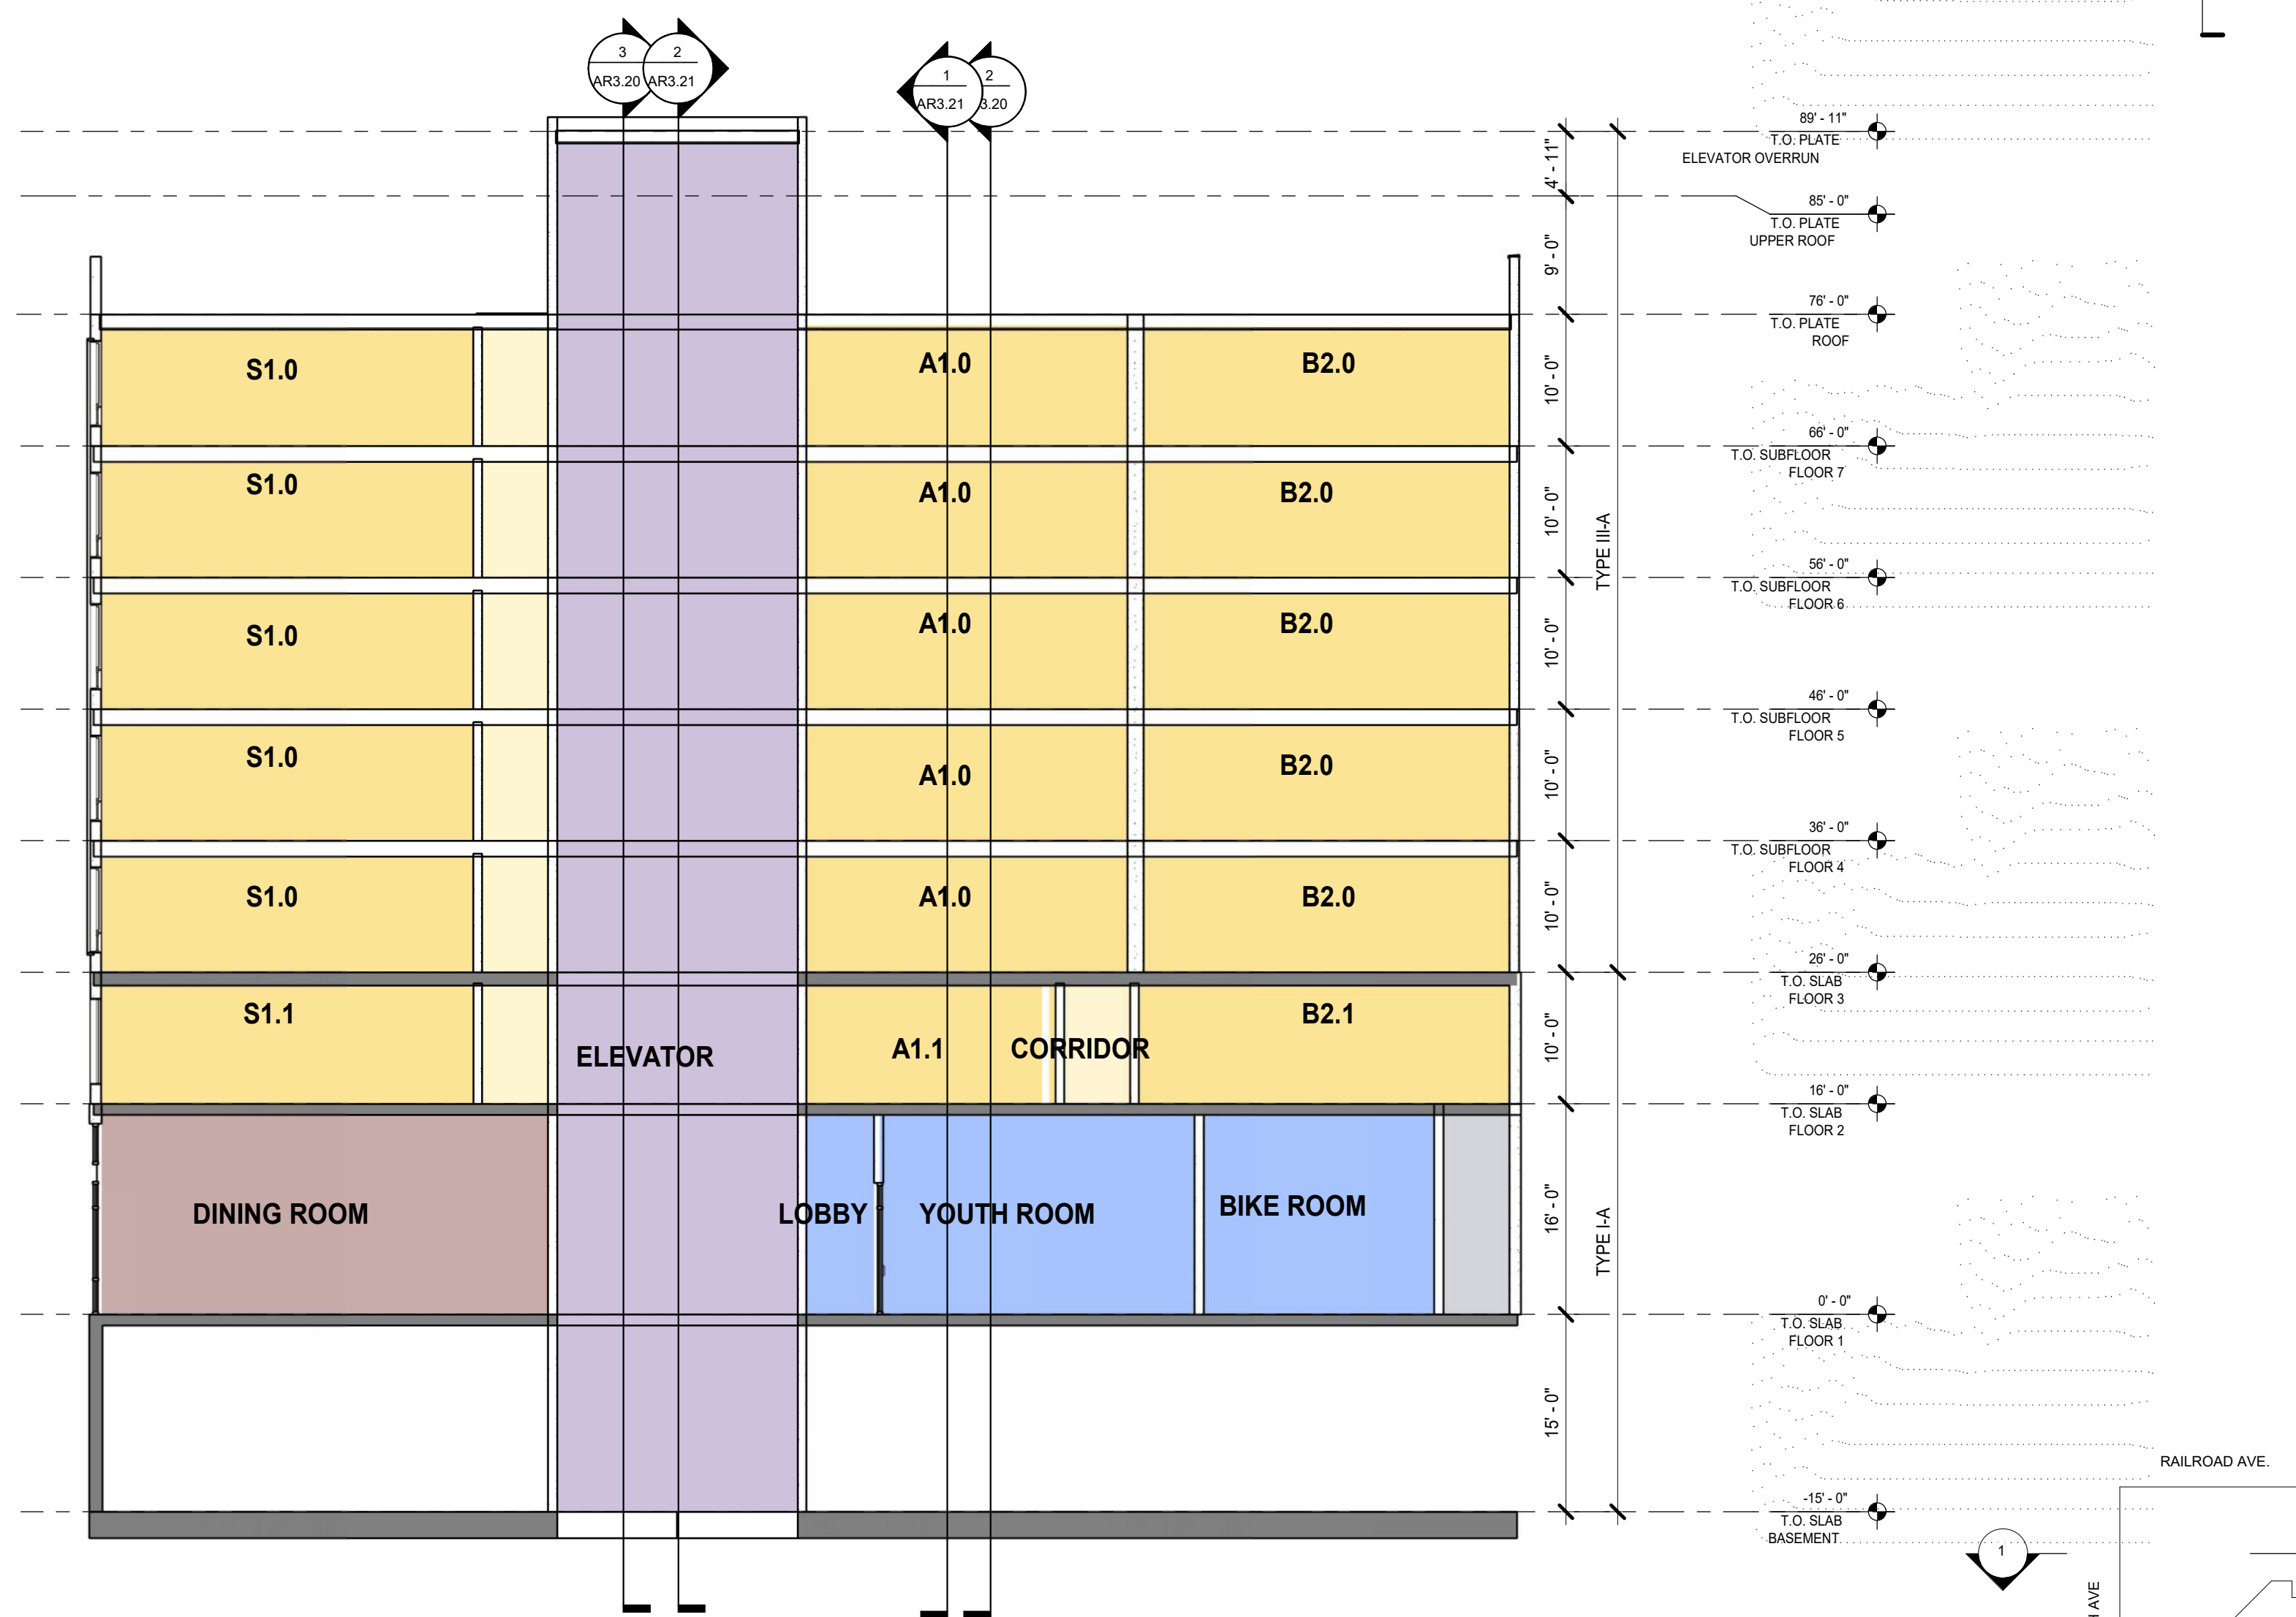 3
AR3.20
2
AR3.21
1
AR3.21
2
3.20
89' - 11"
T.O. PLATE
ELEVATOR OVERRUN
4' - 11"
85' - 0"
T.O. PLATE
UPPER ROOF
9' - 0"
76' - 0"
T.O. PLATE
ROOF
S1.0
A1.0
B2.0
10' - 0"
66' - 0"
T.O. SUBFLOOR
FLOOR 7
S1.0
A1.0
B2.0
10' - 0"
TYPE III-A
56' - 0"
T.O. SUBFLOOR
FLOOR 6
S1.0
A1.0
B2.0
10' - 0"
46' - 0"
T.O. SUBFLOOR
FLOOR 5
S1.0
A1.0
B2.0
10' - 0"
36' - 0"
T.O. SUBFLOOR
FLOOR 4
S1.0
A1.0
B2.0
10' - 0"
26' - 0"
T.O. SLAB
FLOOR 3
S1.1
ELEVATOR
A1.1
CORRIDOR
B2.1
10' - 0"
16' - 0"
T.O. SLAB
FLOOR 2
DINING ROOM
LOBBY
YOUTH ROOM
BIKE ROOM
16' - 0"
TYPE I-A
0' - 0"
T.O. SLAB
FLOOR 1
15' - 0"
RAILROAD AVE.
-15' - 0"
T.O. SLAB
BASEMENT
1
AVE